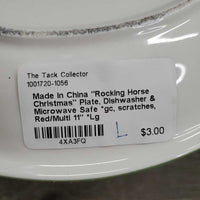 The Tack Collector
1001720-1056
Made In China "Rocking Horse
Christmas" Plate, Dishwasher &
Microwave Safe *gc, scratches,
Red/Multi 11" *Lg
4XA3FQ
L
$3.00